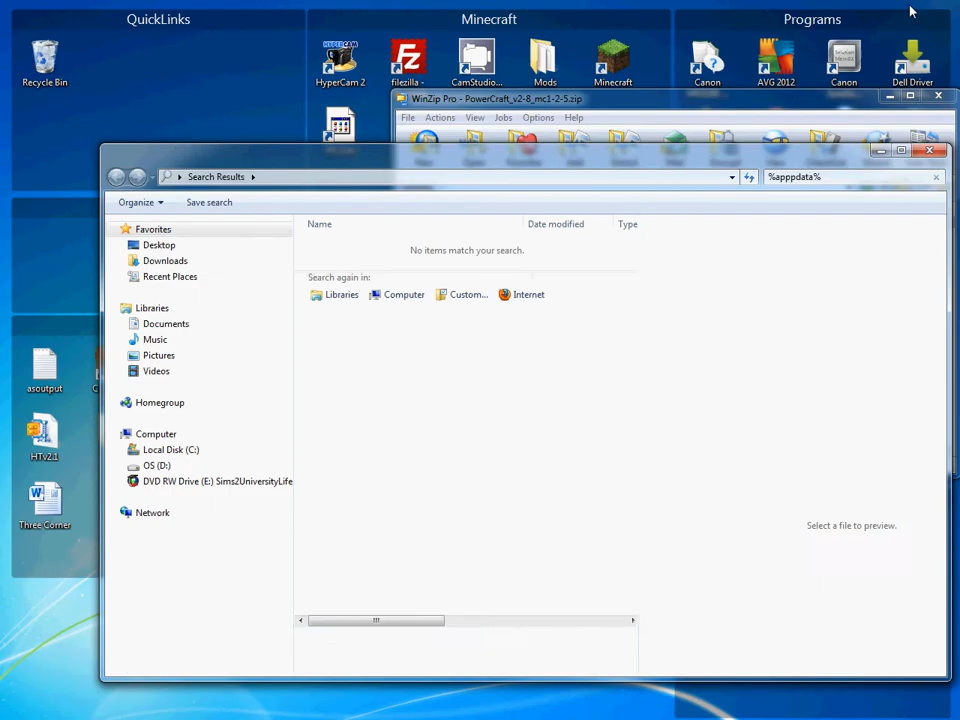 QuickLinks
Minecraft
Programs
Recycle Bin
HyperCam 2
filezilla -
CamStudio...
Mods
Minecraft
Canon
AVG 2012
Canon
Dell Driver
WinZip Pro - PowerCraft_v2-8_mc1-2-5.zip
File Actions View Jobs Options Help
Search Results
%apppdata%
Organize
Save search
Favorites
Desktop
Downloads
Recent Places
Libraries
Documents
Music
Pictures
Videos
Homegroup
Computer
Local Disk (C:)
OS (D:)
DVD RW Drive (E:) Sims2UniversityLife
Network
Name
Date modified
Type
No items match your search.
Search again in:
Libraries
Computer
Custom...
Internet
Select a file to preview.
asoutput
HTv2.1
Three Corner